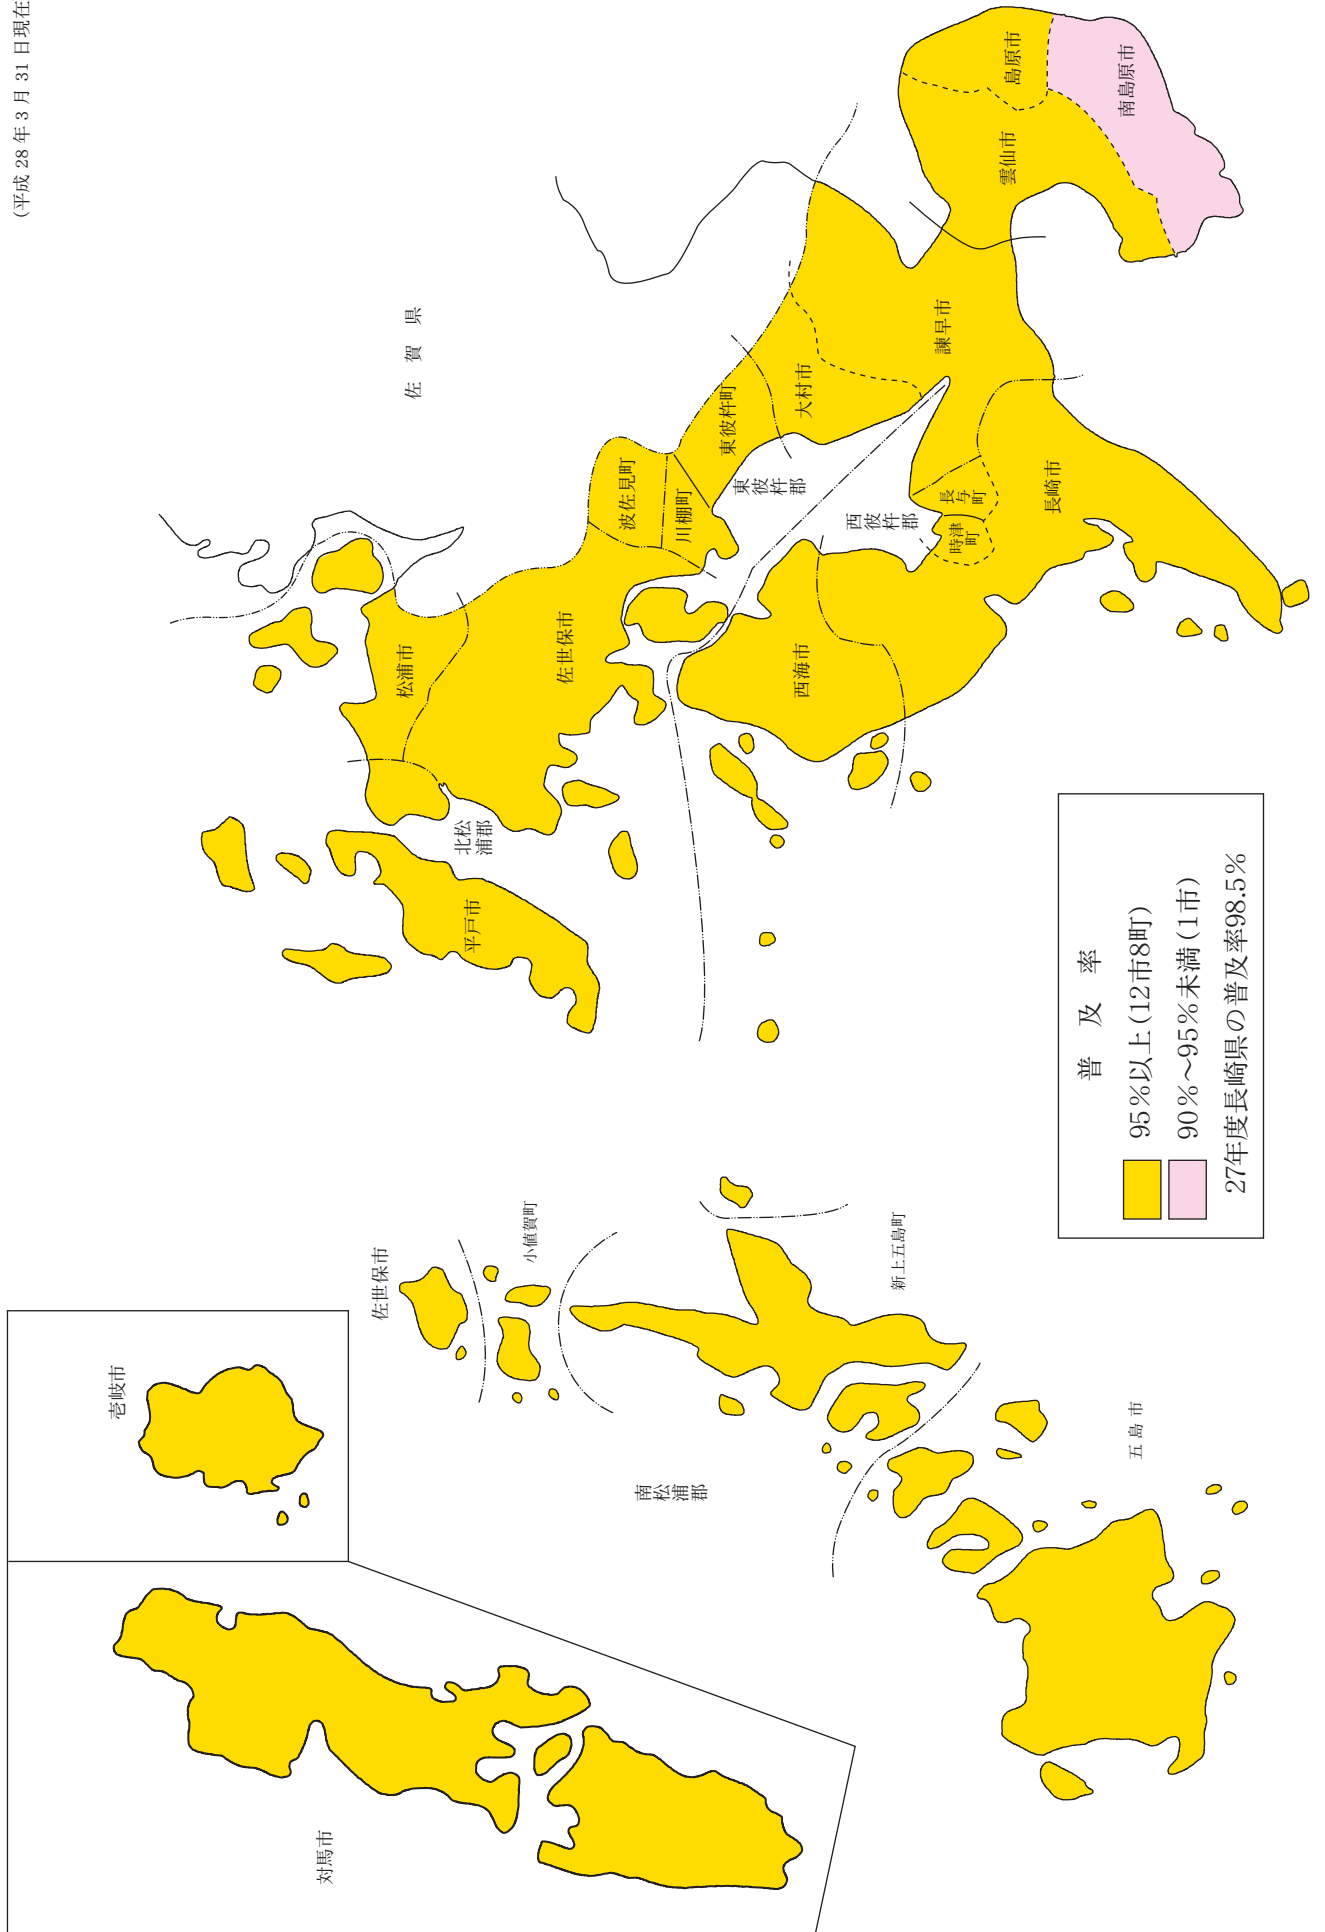 (平成 28 年 3 月 31 日現在
対馬市
壱岐市
佐世保市
小値賀町
南松浦郡
新上五島町
五島市
佐 賀 県
平戸市
北松
浦郡
松浦市
佐世保市
波佐見町
川棚町
東彼杵町
東彼杵郡
大村市
西海市
西彼杵郡
時津町
長与町
諫早市
長崎市
雲仙市
島原市
南島原市
普 及 率
95%以上(12市8町)
90%~95%未満(1市)
27年度長崎県の普及率98.5%